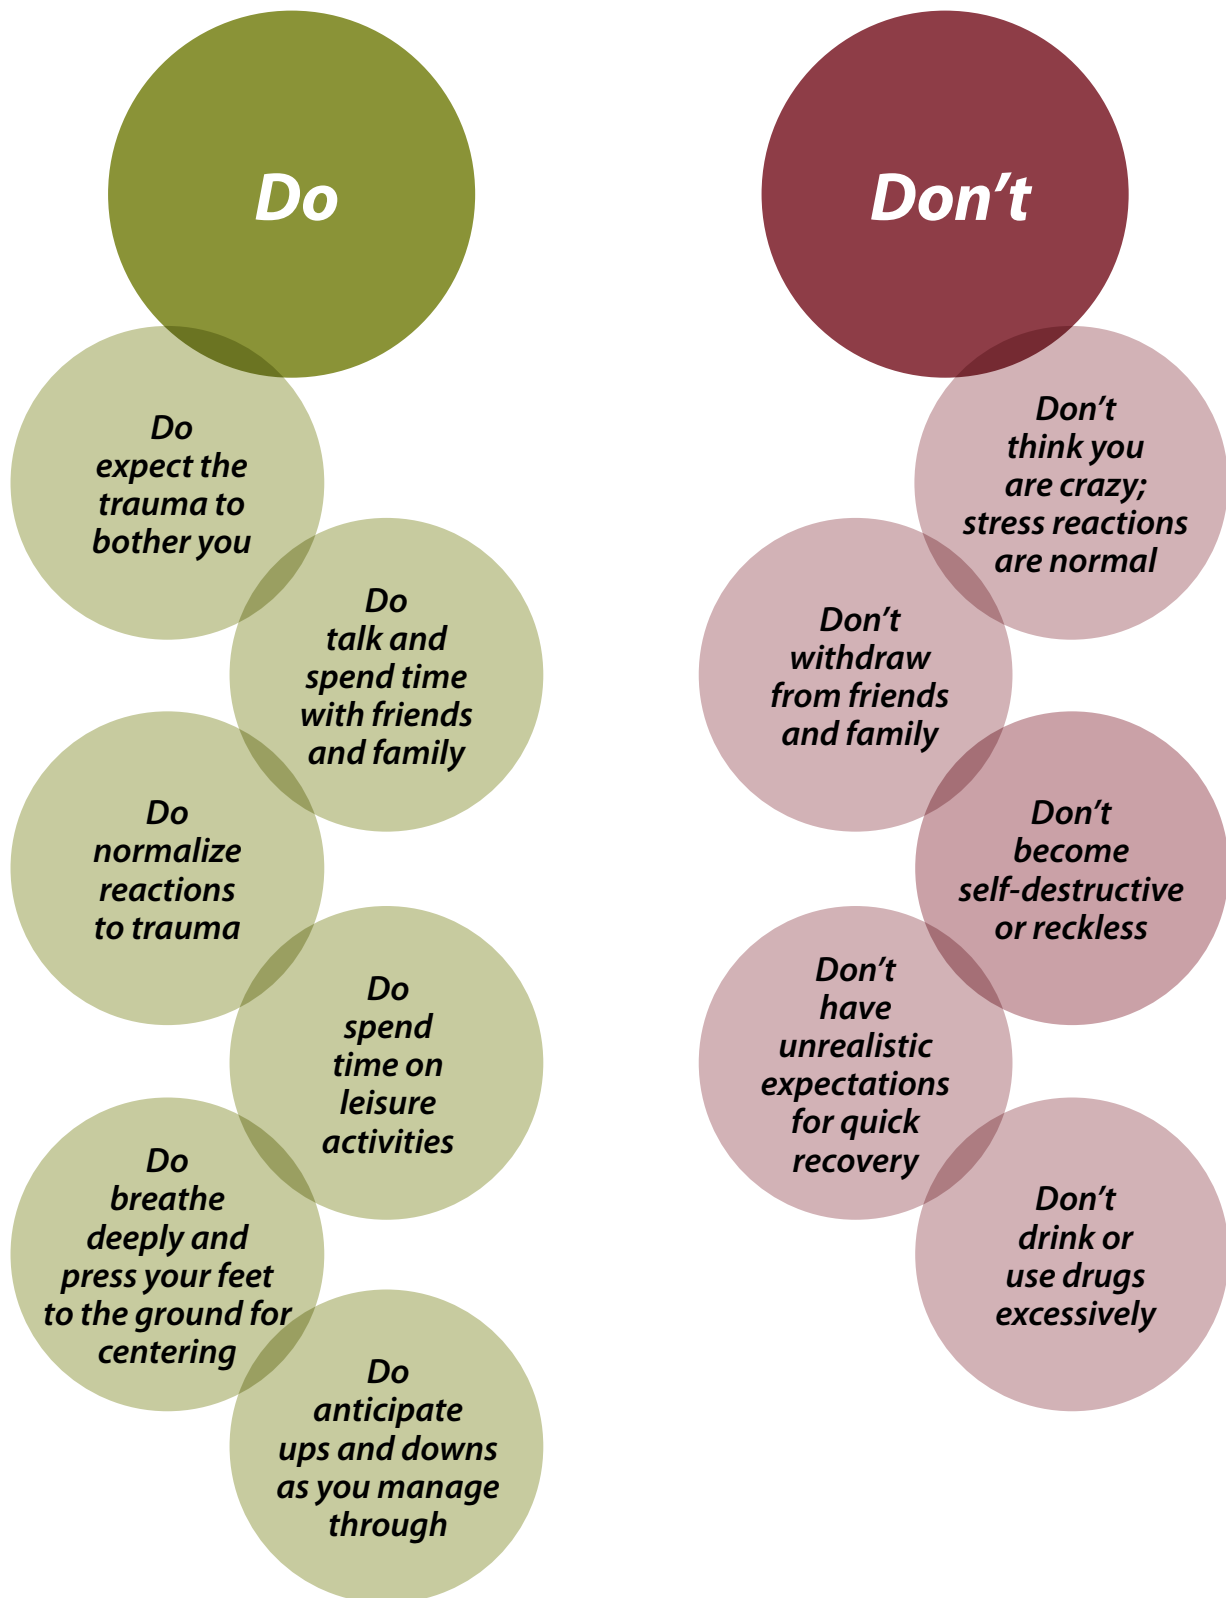 Do
Do
expect the
trauma to
bother you
Do
talk and
spend time
with friends
and family
Do
normalize
reactions
to trauma
Do
spend
time on
leisure
activities
Do
breathe
deeply and
press your feet
to the ground for
centering
Do
anticipate
ups and downs
as you manage
through
Don’t
Don’t
think you
are crazy;
stress reactions
are normal
Don’t
withdraw
from friends
and family
Don’t
become
self-destructive
or reckless
Don’t
have
unrealistic
expectations
for quick
recovery
Don’t
drink or
use drugs
excessively